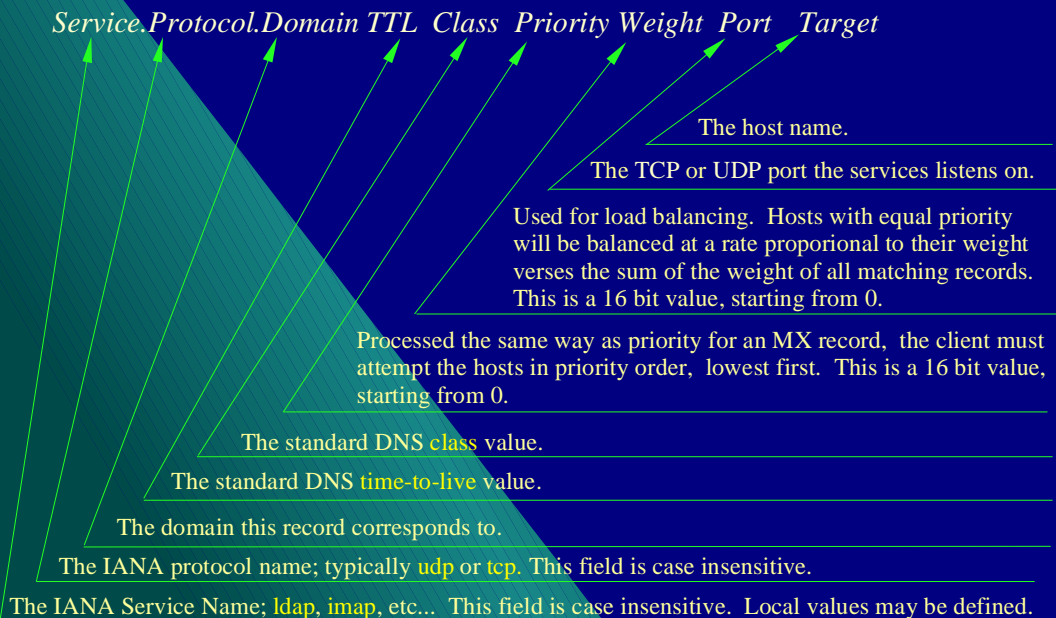 Service.Protocol.Domain TTL Class Priority Weight Port Target
The host name.
The TCP or UDP port the services listens on.
Used for load balancing. Hosts with equal priority
will be balanced at a rate proporional to their weight
verses the sum of the weight of all matching records.
This is a 16 bit value, starting from 0.
Processed the same way as priority for an MX record, the client must
attempt the hosts in priority order, lowest first. This is a 16 bit value,
starting from 0.
The standard DNS class value.
The standard DNS time-to-live value.
The domain this record corresponds to.
The IANA protocol name; typically udp or tcp. This field is case insensitive.
The IANA Service Name; ldap, imap, etc... This field is case insensitive. Local values may be defined.